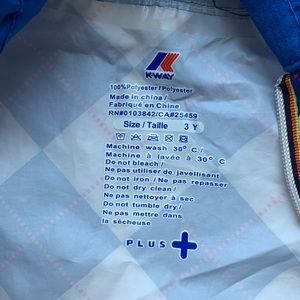 K-WAY
100%Polyester/Polyester
Made in china/
Fabriqué en Chine
RN#0103842/CA#25459
Size / Taille 3 Y
Machine wash 30° C /
Machine à lavée à 30° C
Do not bleach/
Ne pas utiliser de javellisant
Do not iron / Ne pas repasser
Do not dry clean/
Ne pas nettoyer à sec
Do not tumble dry/
Ne pas mettre dans
la sécheuse
PLUS+